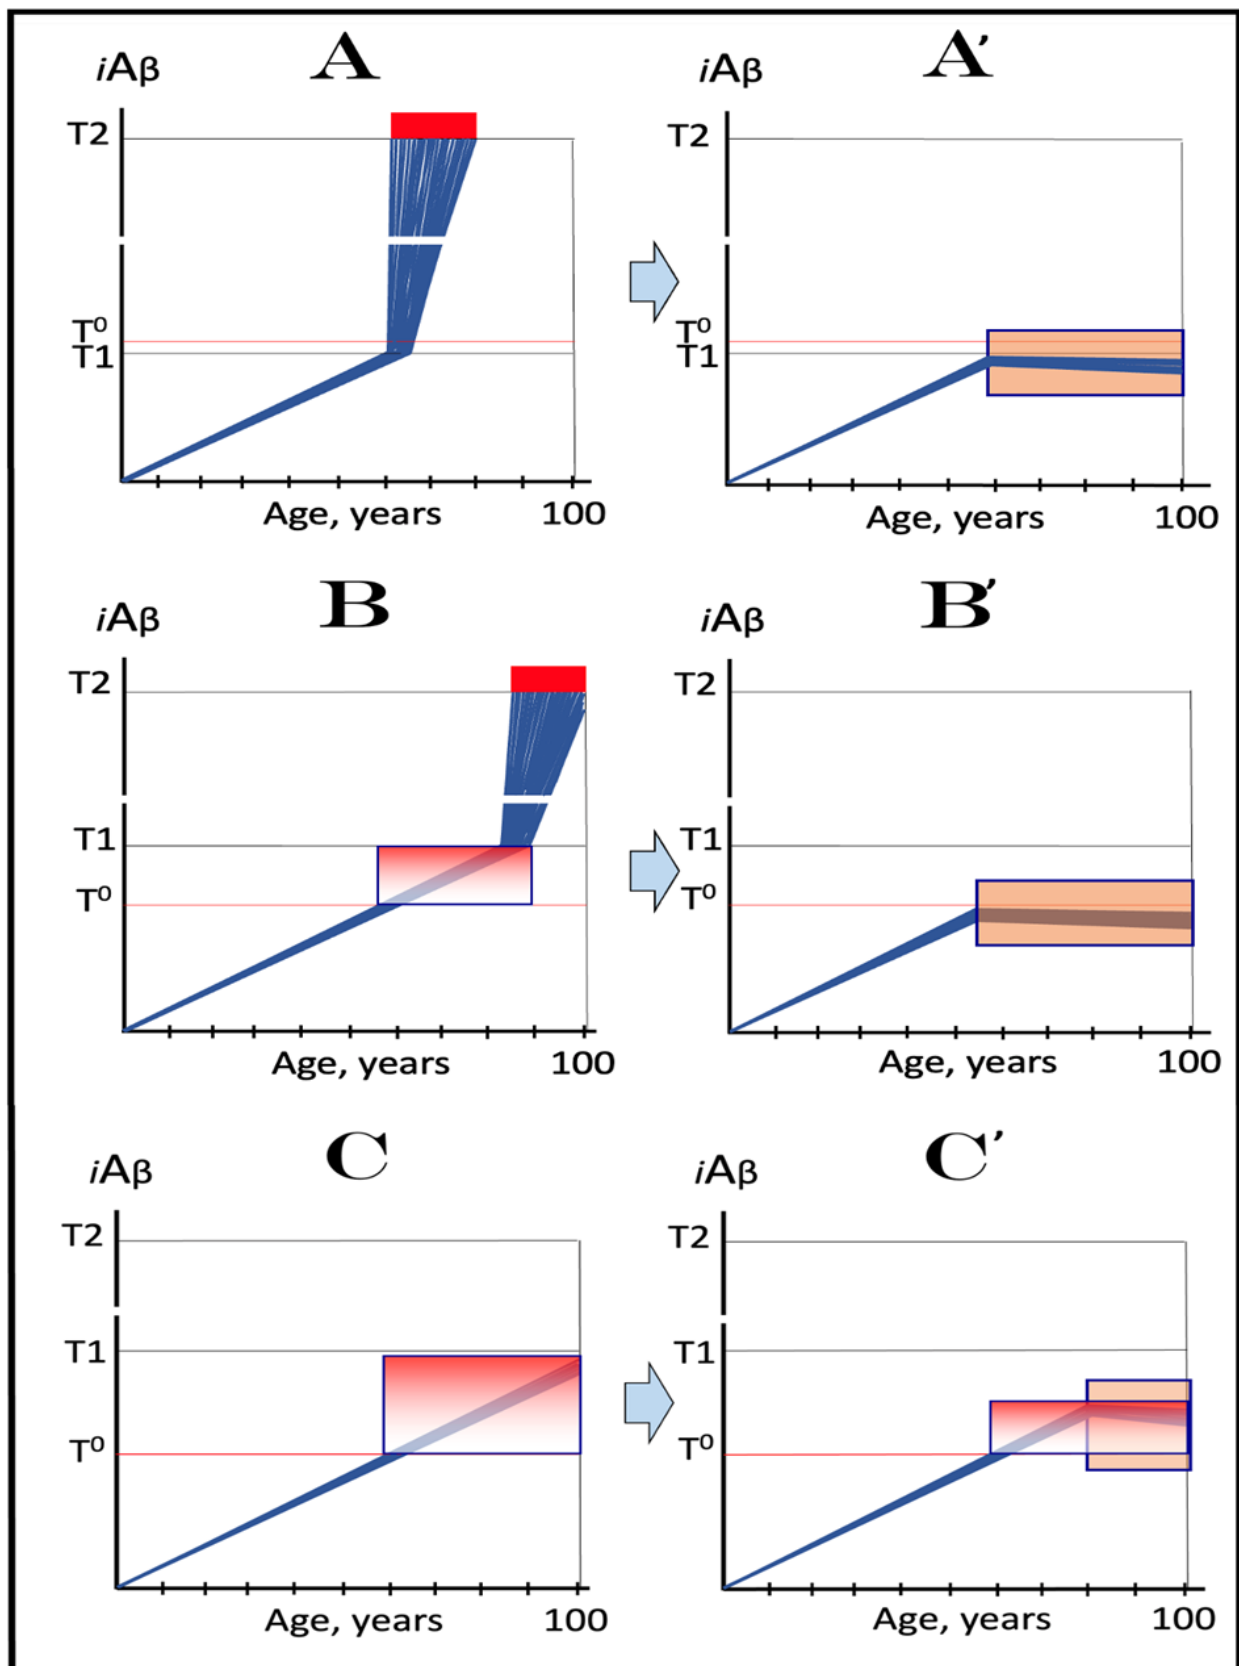 A
iAβ
T2
T⁰
T1
Age, years 100
A'
iAβ
T2
T⁰
T1
Age, years 100
B
iAβ
T2
T1
T⁰
Age, years 100
B'
iAβ
T2
T1
T⁰
Age, years 100
C
iAβ
T2
T1
T⁰
Age, years 100
C'
iAβ
T2
T1
T⁰
Age, years 100